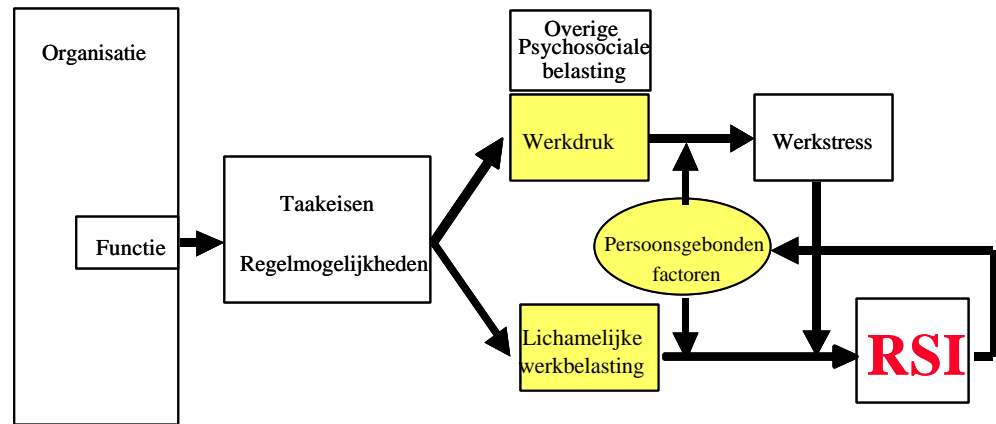 Organisatie
Functie
Taakeisen
Regelmogelijkheden
Overige
Psychosociale
belasting
Werkdruk
Werkstress
Persoonsgebonden
factoren
Lichamelijke
werkbelasting
RSI